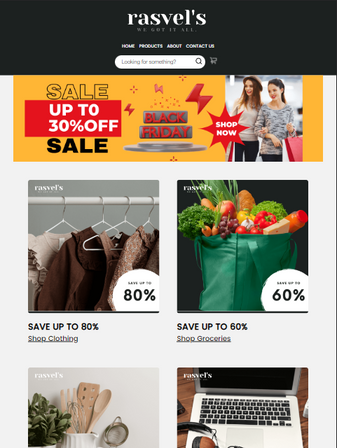 rasvel's
WE GOT IT ALL.
HOME PRODUCTS ABOUT CONTACT US
Looking for something?
SALE
UP TO
30%OFF
SALE
BLACK
FRIDAY
SHOP
NOW
rasvel's
SAVE UP TO
80%
rasvel's
SAVE UP TO
60%
SAVE UP TO 80%
Shop Clothing
SAVE UP TO 60%
Shop Groceries
rasvel's
rasvel's